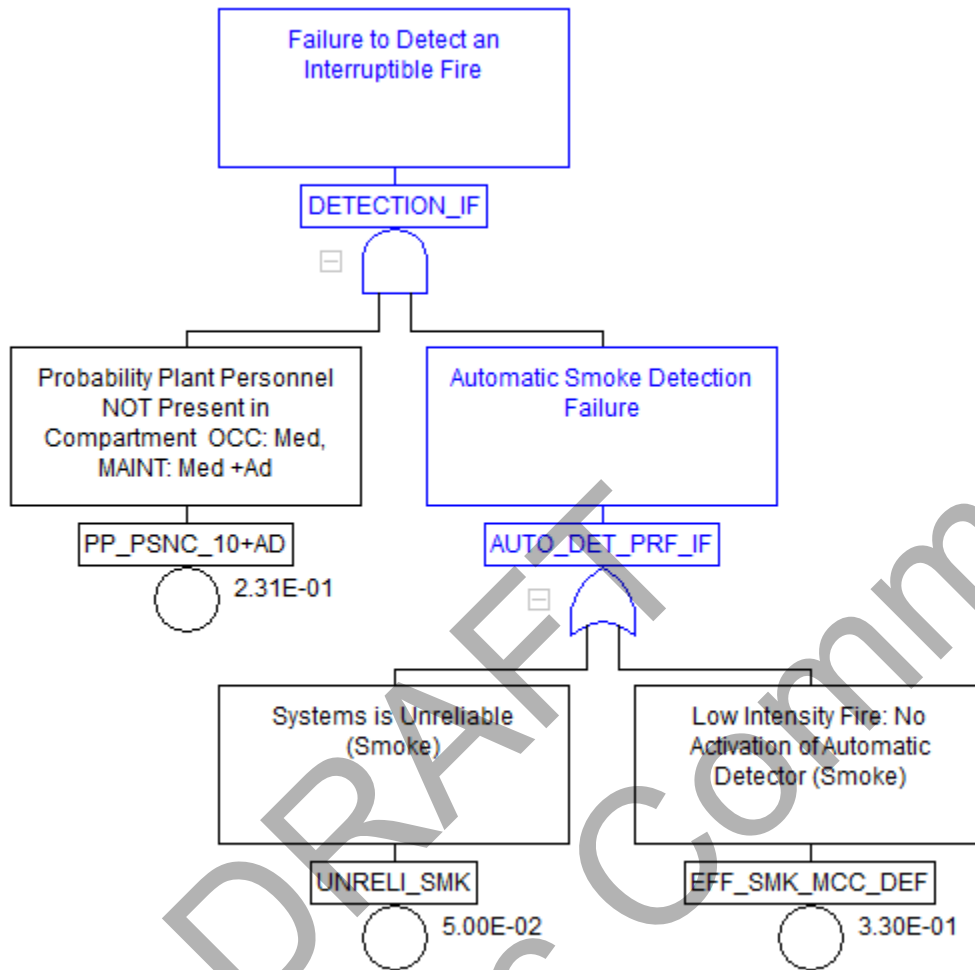 Failure to Detect an
Interruptible Fire
DETECTION_IF
Probability Plant Personnel
NOT Present in
Compartment OCC: Med,
MAINT: Med +Ad
PP_PSNC_10+AD
2.31E-01
Automatic Smoke Detection
Failure
AUTO_DET_PRF_IF
Systems is Unreliable
(Smoke)
UNRELI_SMK
5.00E-02
Low Intensity Fire: No
Activation of Automatic
Detector (Smoke)
EFF_SMK_MCC_DEF
3.30E-01
DRAFT